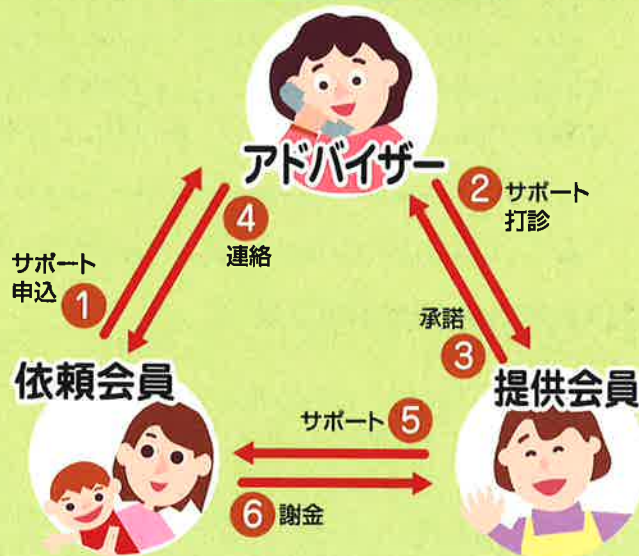 アドバイザー
② サポート
打診
④
連絡
サポート
申込 ①
承諾
③
依頼会員
提供会員
サポート ⑤
⑥ 謝金